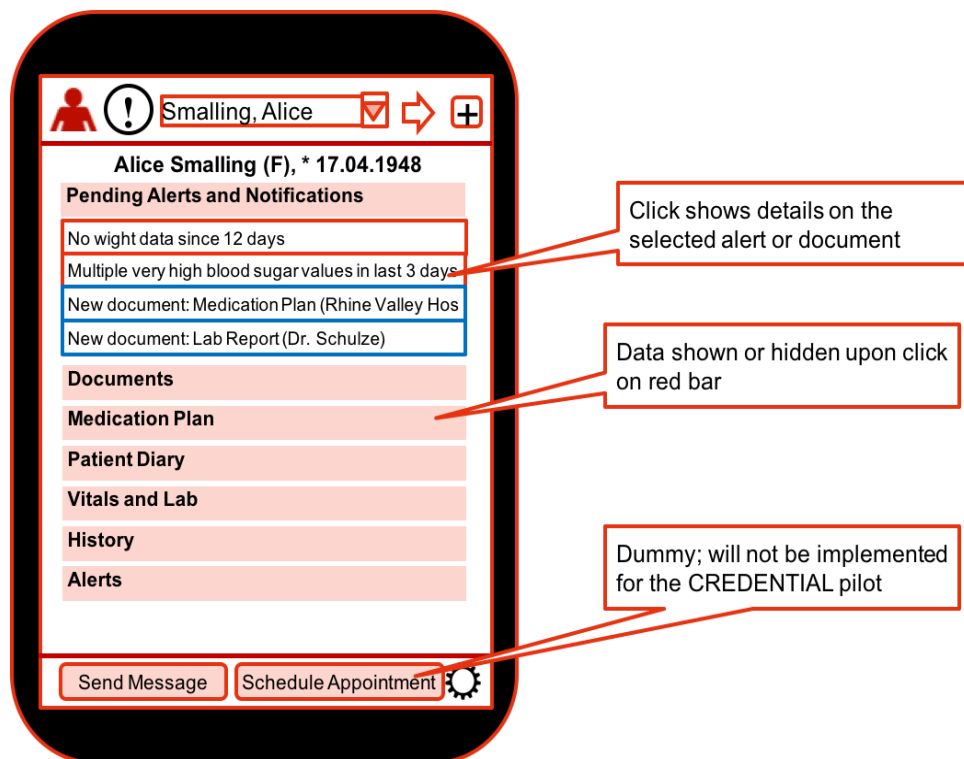 !
Smalling, Alice
+
Alice Smalling (F), * 17.04.1948
Pending Alerts and Notifications
No wight data since 12 days
Multiple very high blood sugar values in last 3 days
New document: Medication Plan (Rhine Valley Hos
New document: Lab Report (Dr. Schulze)
Documents
Medication Plan
Patient Diary
Vitals and Lab
History
Alerts
Send Message
Schedule Appointment
Click shows details on the
selected alert or document
Data shown or hidden upon click
on red bar
Dummy; will not be implemented
for the CREDENTIAL pilot